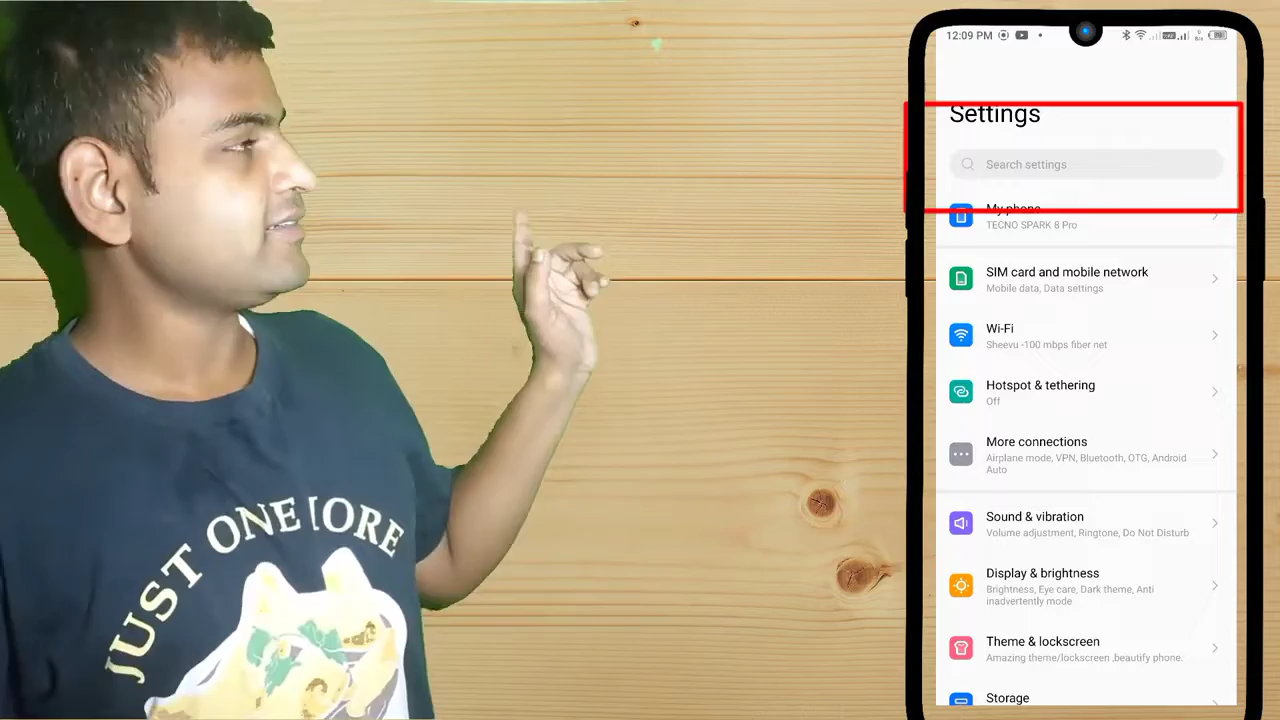 12:09 PM
Settings
Search settings
My phone
TECNO SPARK 8 Pro
SIM card and mobile network
Mobile data, Data settings
Wi-Fi
Sheevu -100 mbps fiber net
Hotspot & tethering
Off
More connections
Airplane mode, VPN, Bluetooth, OTG, Android
Auto
Sound & vibration
Volume adjustment, Ringtone, Do Not Disturb
Display & brightness
Brightness, Eye care, Dark theme, Anti
inadvertently mode
Theme & lockscreen
Amazing theme/lockscreen ,beautify phone.
Storage
JUST ONE ORE